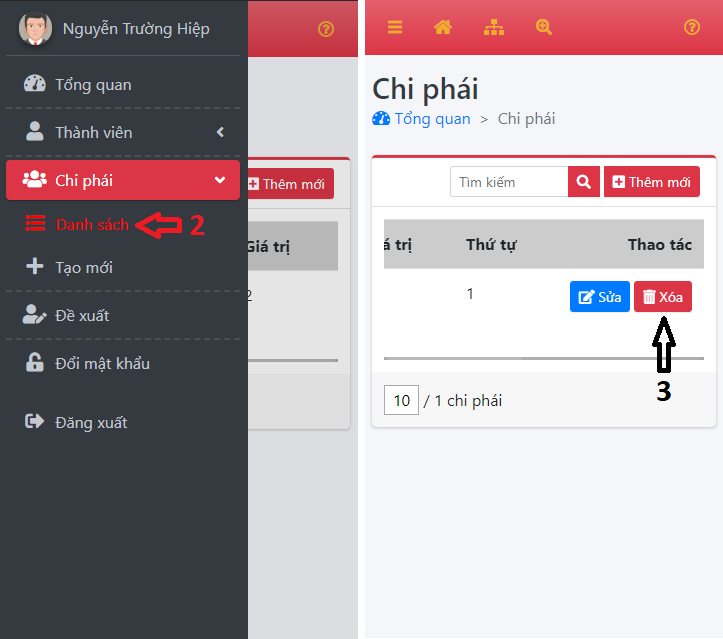 Nguyễn Trường Hiệp
Tổng quan
Thành viên
Chi phái
Danh sách 2
Tạo mới
Đề xuất
Đổi mật khẩu
Đăng xuất
Thêm mới
Giá trị
2
Chi phái
Tổng quan > Chi phái
Tìm kiếm Thêm mới
á trị Thứ tự Thao tác
1 Sửa Xóa
3
10 / 1 chi phái